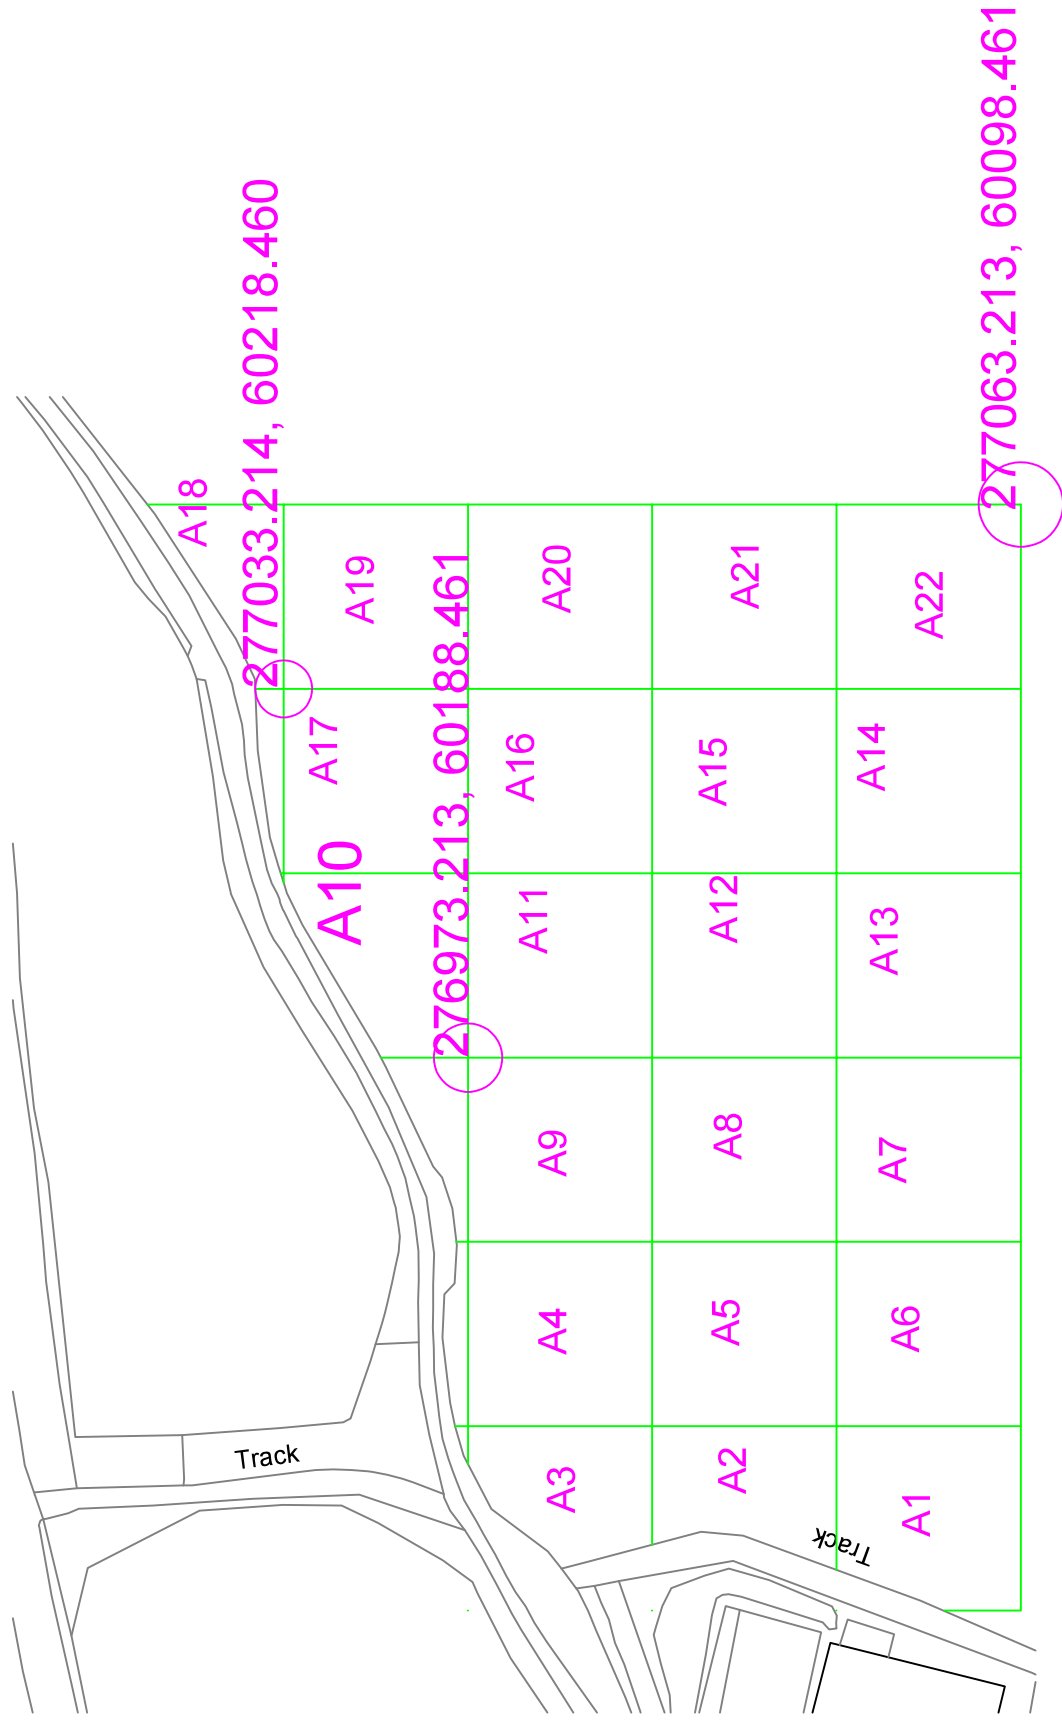 A18
277033.214, 60218.460
277063.213, 60098.461
A19
A20
A21
A22
276973.213, 60188.461
A17
A16
A15
A14
A10
A11
A12
A13
A9
A8
A7
A4
A5
A6
Track
A3
A2
A1
Track